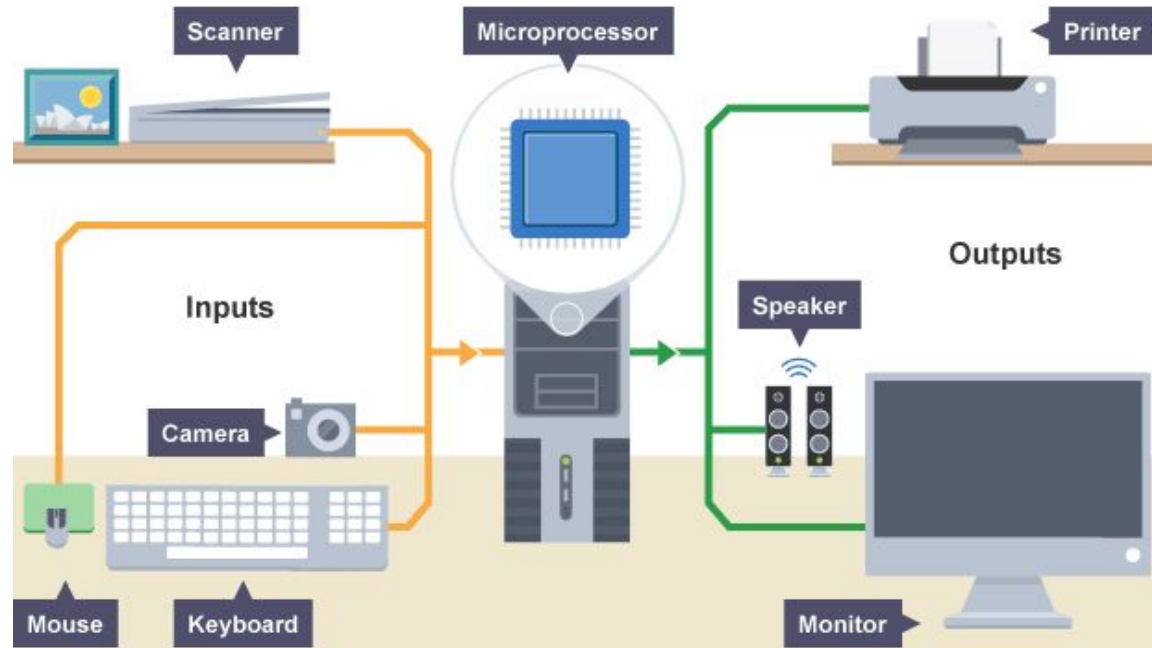 Scanner
Microprocessor
Printer
Inputs
Outputs
Speaker
Camera
Mouse
Keyboard
Monitor